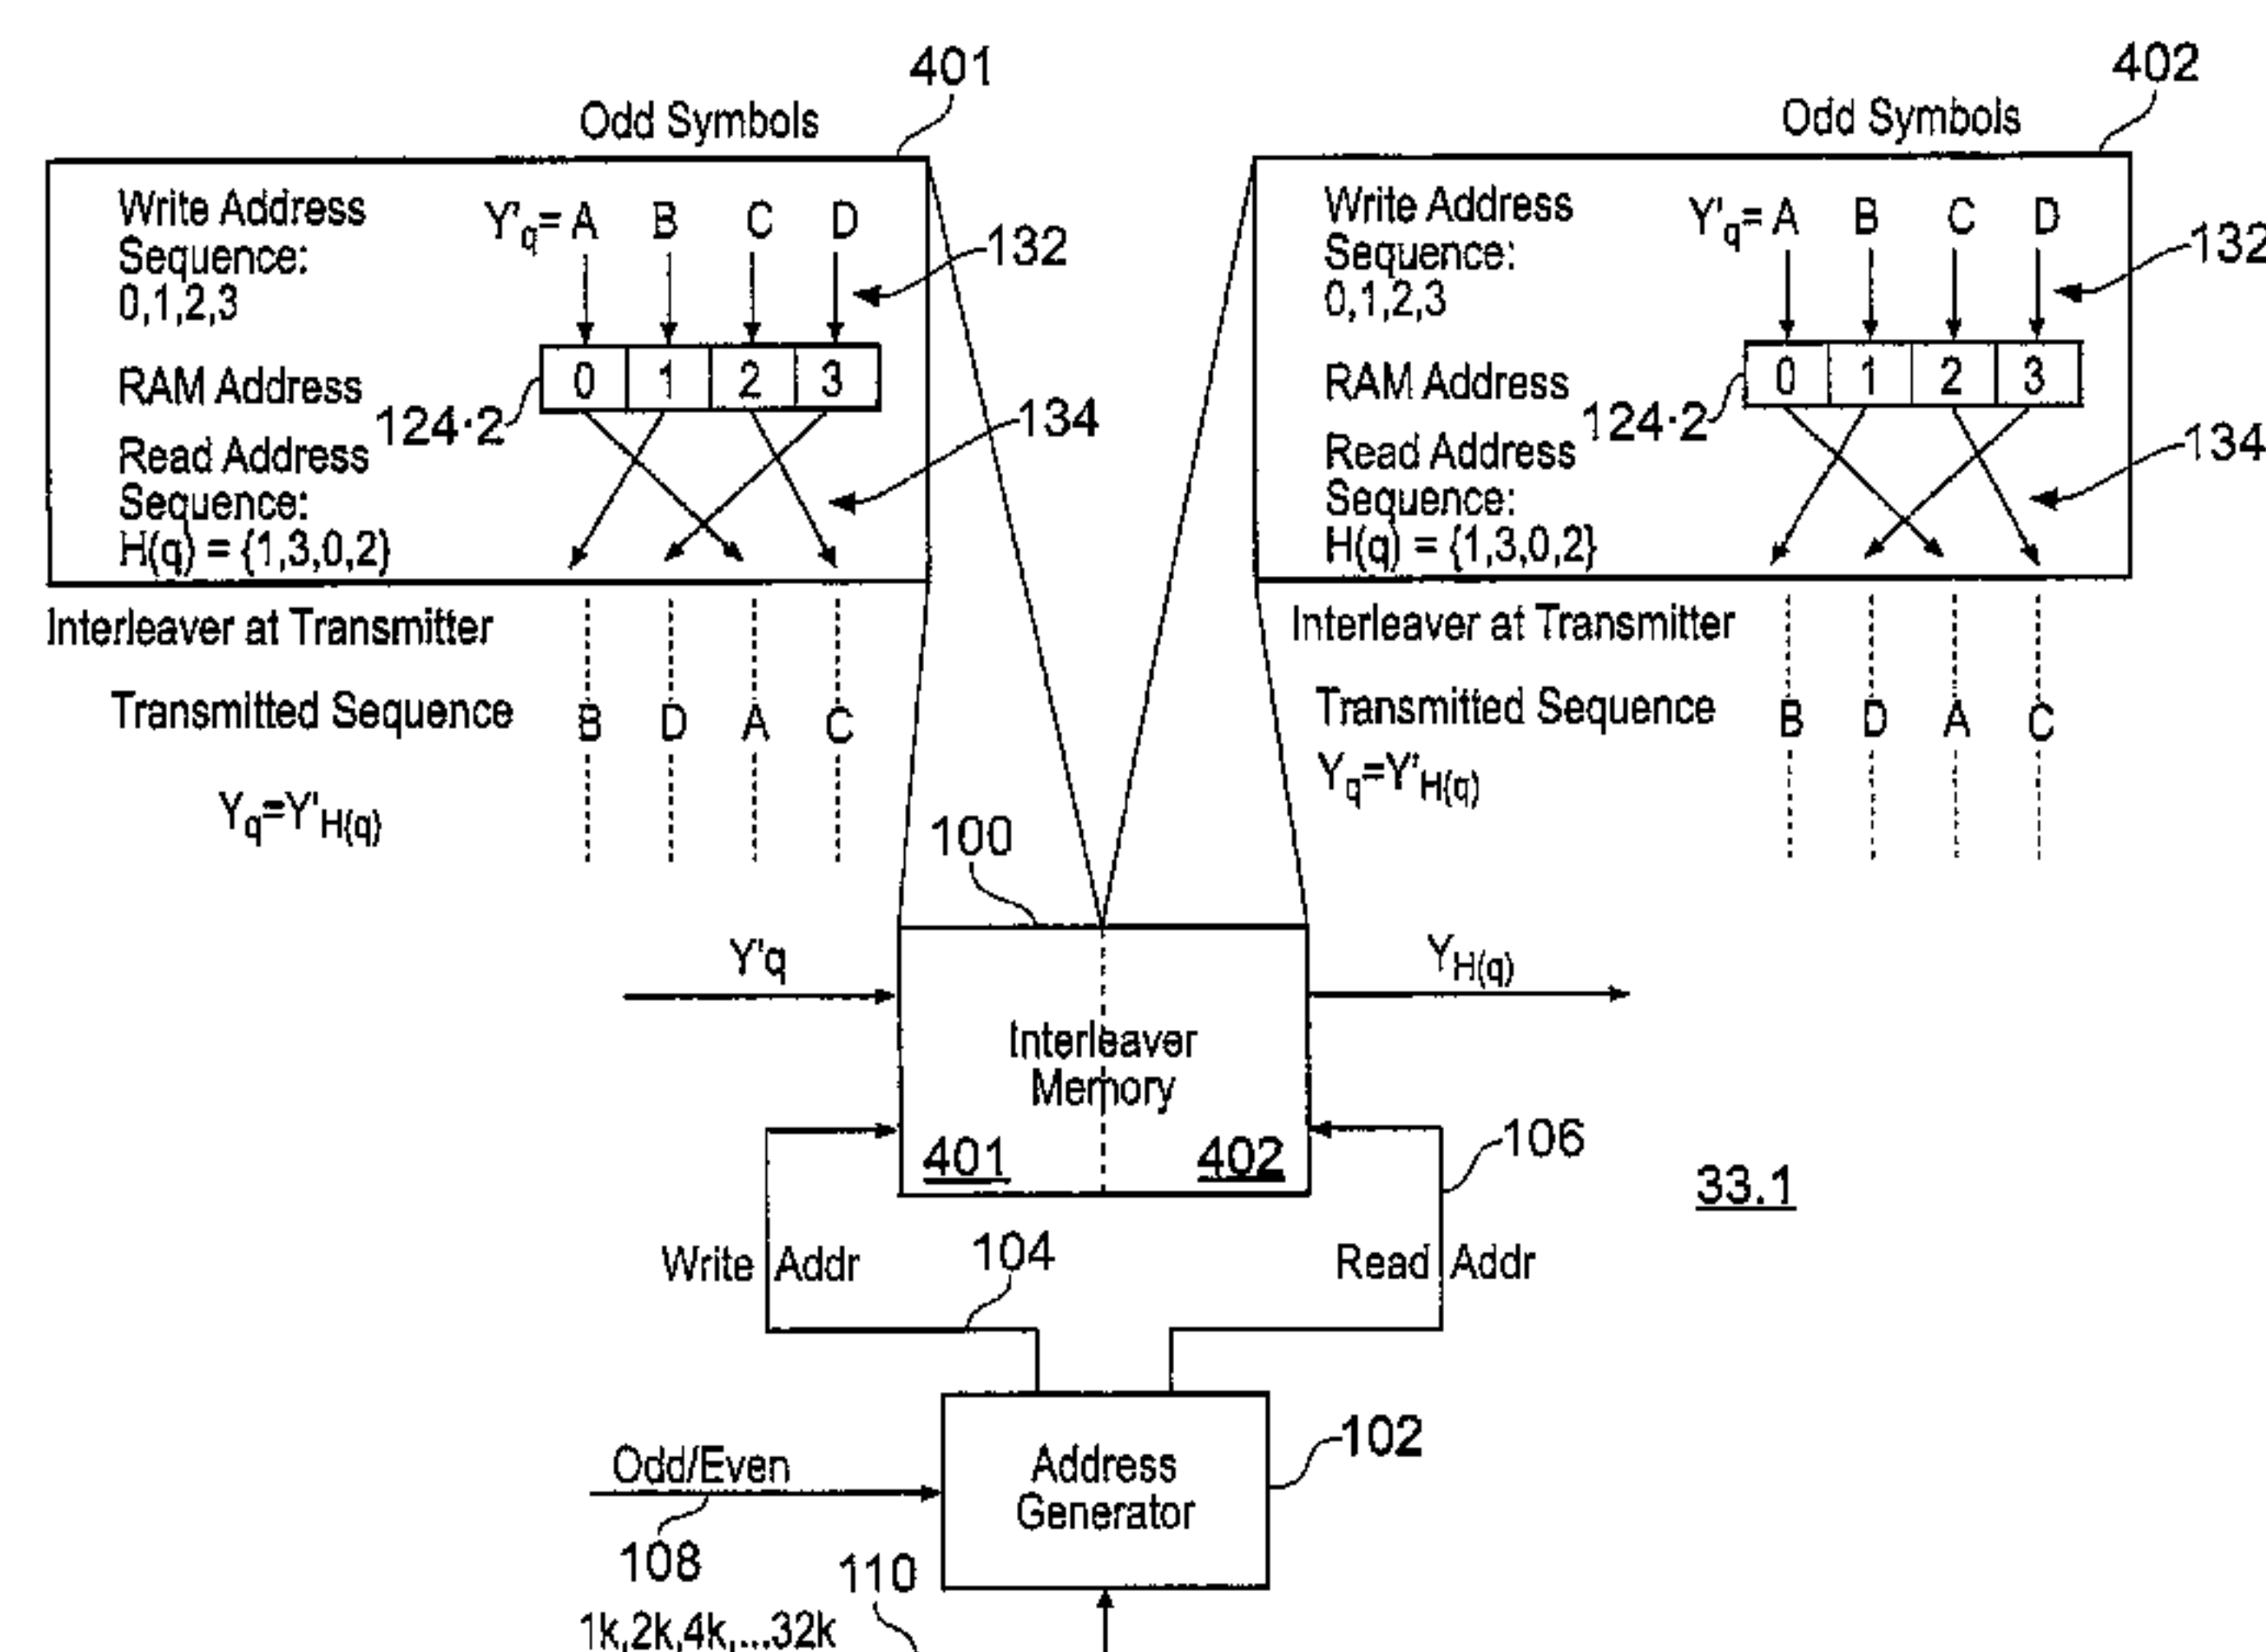 401
Odd Symbols
Write Address
Sequence:
0,1,2,3
Y'q= A B C D
132
RAM Address
0 1 2 3
124·2
134
Read Address
Sequence:
H(q) = {1,3,0,2}
Interleaver at Transmitter
Transmitted Sequence
B D A C
Yq=Y'H(q)
402
Odd Symbols
Write Address
Sequence:
0,1,2,3
Y'q= A B C D
132
RAM Address
0 1 2 3
124·2
134
Read Address
Sequence:
H(q) = {1,3,0,2}
Interleaver at Transmitter
Transmitted Sequence
B D A C
Yq=Y'H(q)
100
Y'q
YH(q)
Interleaver
Memory
401 402
106
33.1
Write Addr
104
Read Addr
Odd/Even
108
Address
Generator
102
110
1k,2k,4k,...32k